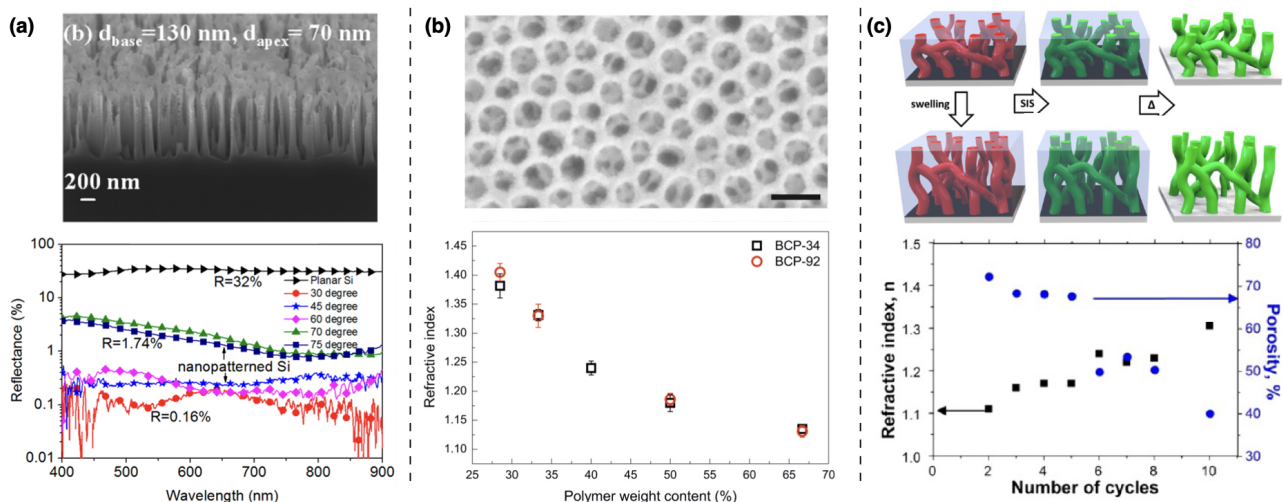 (a)
(b) d_base=130 nm, d_apex= 70 nm
200 nm
100
10
1
0.1
0.01
Reflectance (%)
R=32%
R=1.74%
nanopatterned Si
R=0.16%
Planar Si
30 degree
45 degree
60 degree
70 degree
75 degree
400 500 600 700 800 900
Wavelength (nm)
(b)
1.45
1.40
1.35
1.30
1.25
1.20
1.15
1.10
Refractive index
BCP-34
BCP-92
25 30 35 40 45 50 55 60 65 70
Polymer weight content (%)
(c)
swelling
SIS
Δ
1.5
1.4
1.3
1.2
1.1
1.0
Refractive index, n
80
70
60
50
40
30
Porosity, %
0 2 4 6 8 10
Number of cycles